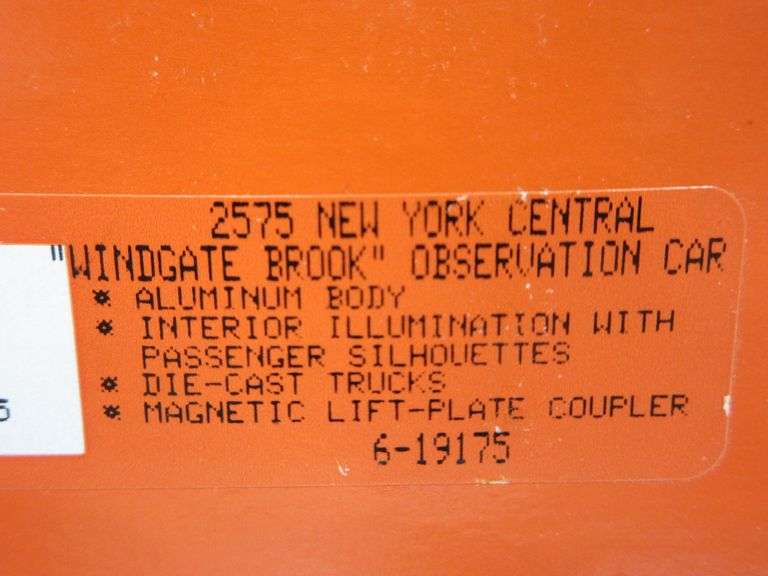 2575 NEW YORK CENTRAL
"WINDGATE BROOK" OBSERVATION CAR
* ALUMINUM BODY
* INTERIOR ILLUMINATION WITH
PASSENGER SILHOUETTES
* DIE-CAST TRUCKS
* MAGNETIC LIFT-PLATE COUPLER
6-19175
5